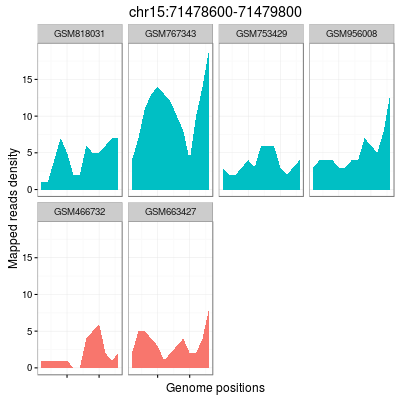 chr15:71478600-71479800
GSM818031 GSM767343 GSM753429 GSM956008
15
10
5
0
GSM466732 GSM663427
15
10
5
0
Mapped reads density
Genome positions